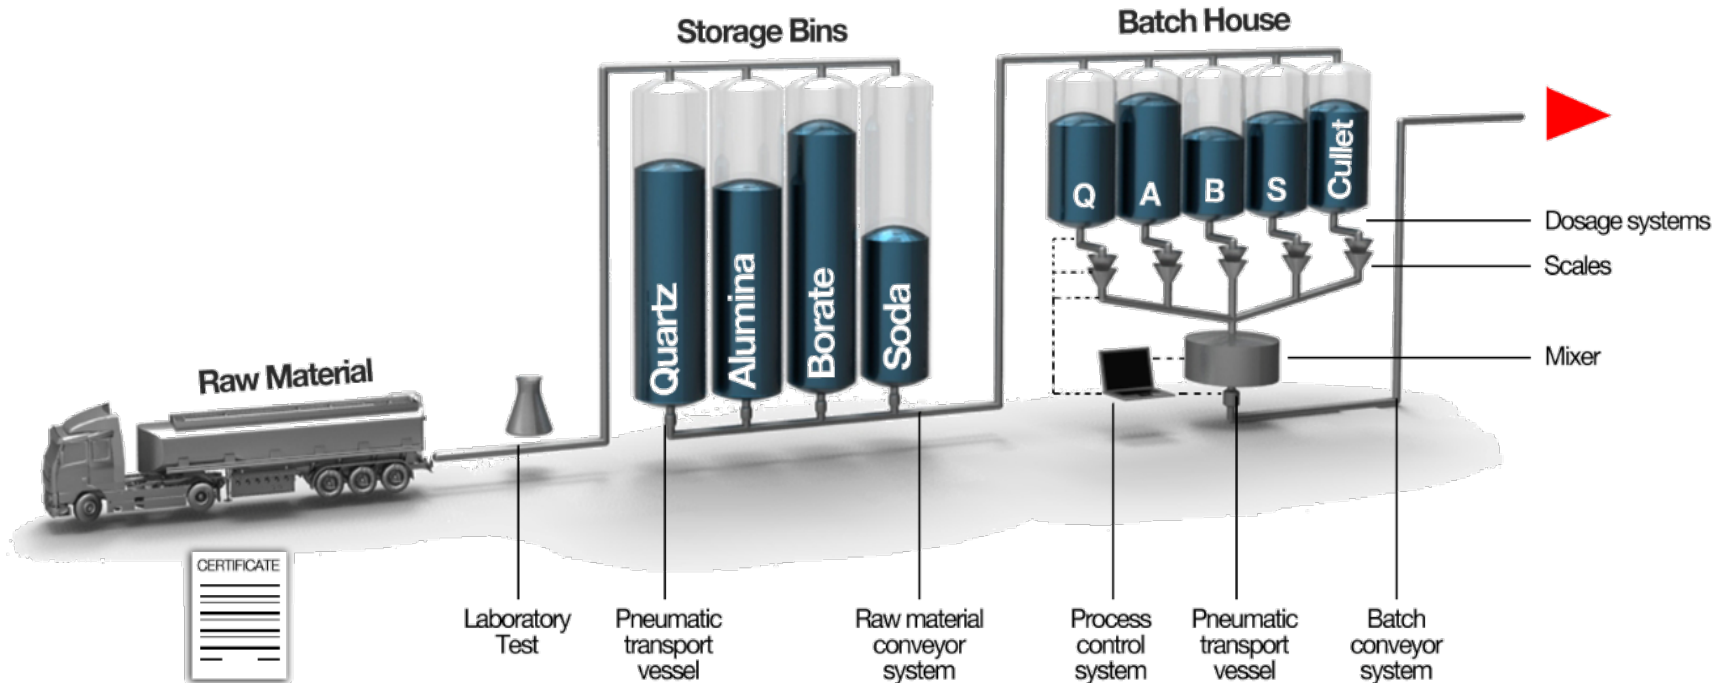 Storage Bins
Batch House
Quartz
Alumina
Borate
Soda
Q
A
B
S
Cullet
Dosage systems
Scales
Mixer
Raw Material
CERTIFICATE
Laboratory
Test
Pneumatic
transport
vessel
Raw material
conveyor
system
Process
control
system
Pneumatic
transport
vessel
Batch
conveyor
system